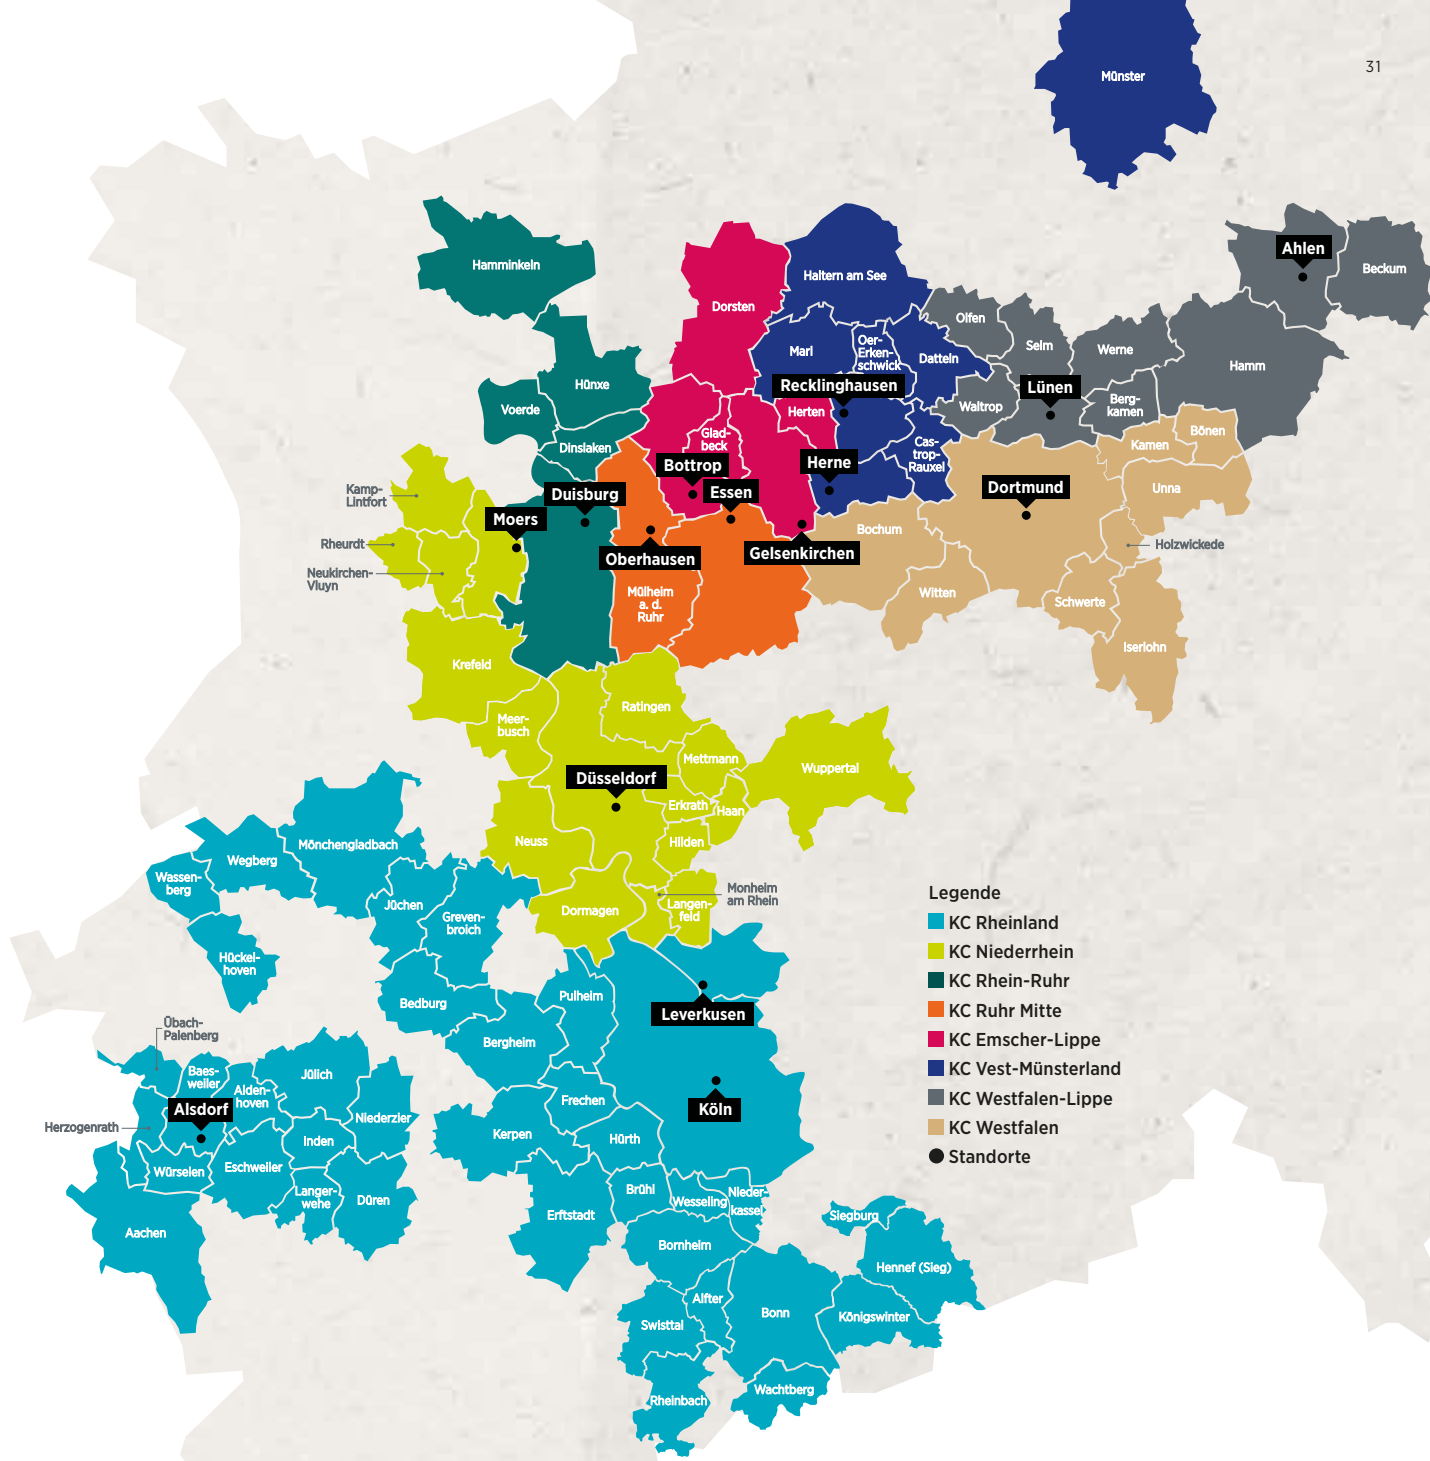 31
Münster
Ahlen
Beckum
Hamminkeln
Haltern am See
Dorsten
Olfen
Selm
Werne
Hamm
Marl
Oer-
Erken-
schwick
Datteln
Hünxe
Recklinghausen
Lünen
Voerde
Herten
Waltrop
Berg-
kamen
Dinslaken
Glad-
beck
Cas-
trop-
Rauxel
Kamen
Bönen
Bottrop
Herne
Kamp-
Lintfort
Duisburg
Essen
Dortmund
Unna
Moers
Bochum
Rheurdt
Oberhausen
Gelsenkirchen
Holzwickede
Neukirchen-
Vluyn
Mülheim
a. d.
Ruhr
Witten
Schwerte
Iserlohn
Krefeld
Ratingen
Meer-
busch
Mettmann
Wuppertal
Düsseldorf
Erkrath
Haan
Neuss
Hilden
Mönchengladbach
Wegberg
Wassen-
berg
Jüchen
Greven-
broich
Dormagen
Langen-
feld
Monheim
am Rhein
Hückel-
hoven
Bedburg
Pulheim
Leverkusen
Übach-
Palenberg
Bergheim
Baes-
weiler
Alden-
hoven
Jülich
Frechen
Köln
Alsdorf
Niederzier
Herzogenrath
Inden
Kerpen
Hürth
Würselen
Eschweiler
Langer-
wehe
Düren
Brühl
Wesseling
Nieder-
kassel
Aachen
Erftstadt
Siegburg
Bornheim
Hennef (Sieg)
Alfter
Bonn
Königswinter
Swisttal
Wachtberg
Rheinbach
Legende
KC Rheinland
KC Niederrhein
KC Rhein-Ruhr
KC Ruhr Mitte
KC Emscher-Lippe
KC Vest-Münsterland
KC Westfalen-Lippe
KC Westfalen
Standorte